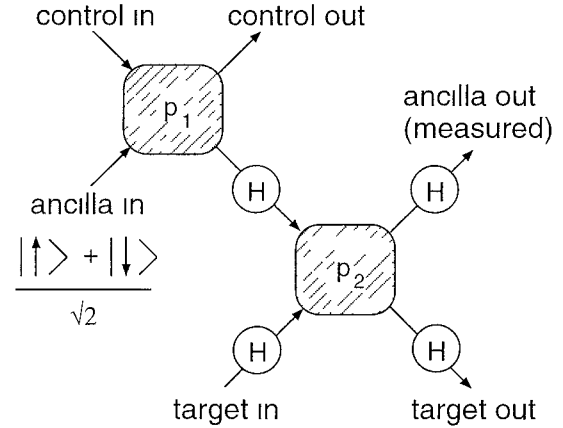 control in
control out
p1
ancilla out
(measured)
H
H
ancilla in
|↑⟩ + |↓⟩
√2
p2
H
H
target in
target out